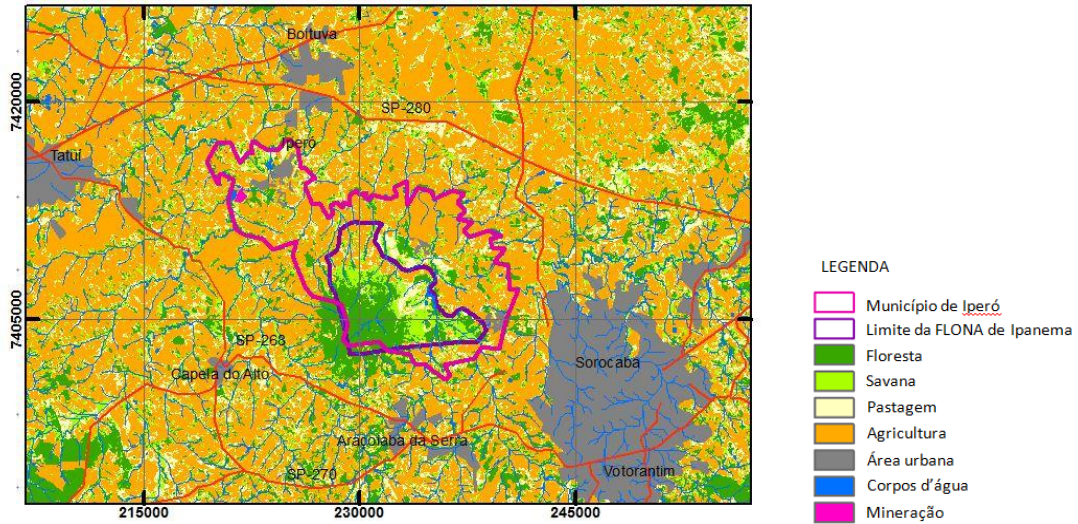 Boituva
7420000
SP-280
Iperó
Tatuí
LEGENDA
Município de Iperó
Limite da FLONA de Ipanema
Floresta
Savana
Pastagem
Agricultura
Área urbana
Corpos d'água
Mineração
7405000
SP-268
Sorocaba
Capela do Alto
Araçoiaba da Serra
SP-270
Votorantim
215000
230000
245000